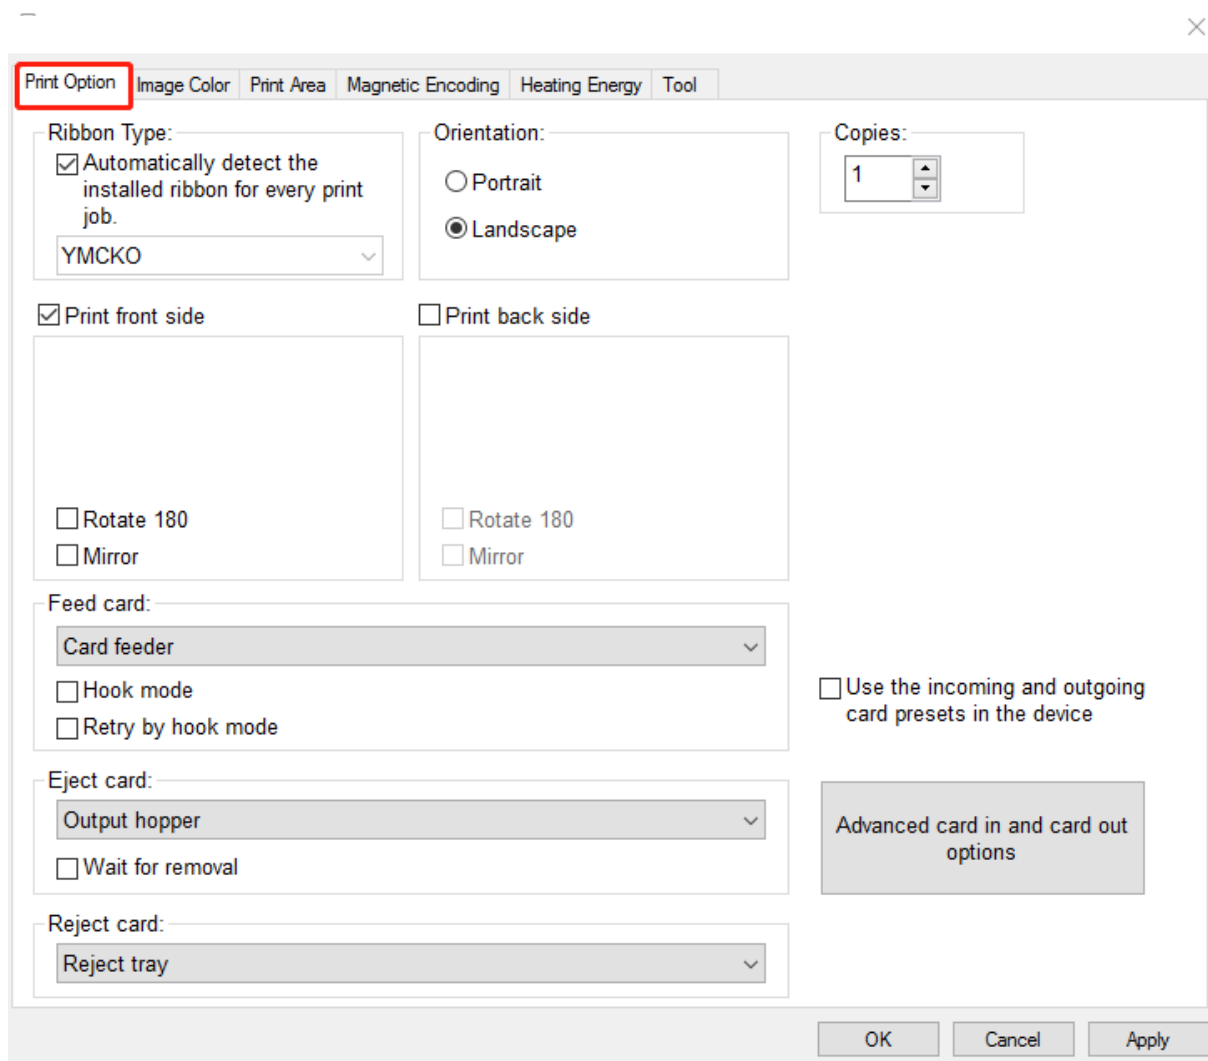 Print Option Image Color Print Area Magnetic Encoding Heating Energy Tool
Ribbon Type:
Automatically detect the
installed ribbon for every print
job.
YMCKO
Orientation:
Portrait
Landscape
Copies:
1
Print front side
Rotate 180
Mirror
Print back side
Rotate 180
Mirror
Feed card:
Card feeder
Hook mode
Retry by hook mode
Use the incoming and outgoing
card presets in the device
Eject card:
Output hopper
Wait for removal
Advanced card in and card out
options
Reject card:
Reject tray
OK Cancel Apply